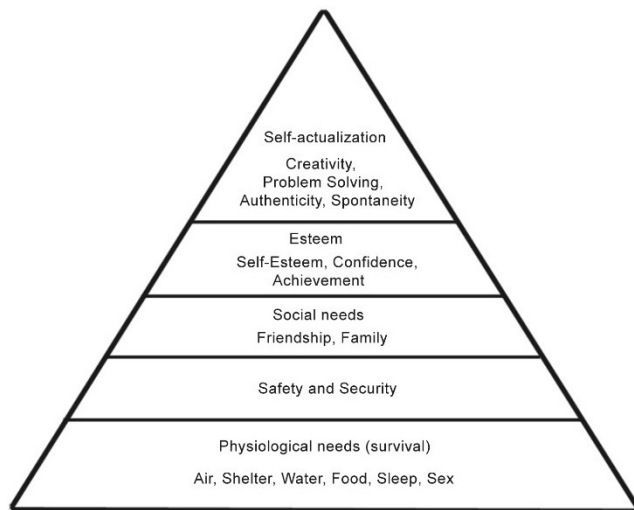 Self-actualization
Creativity,
Problem Solving,
Authenticity, Spontaneity
Esteem
Self-Esteem, Confidence,
Achievement
Social needs
Friendship, Family
Safety and Security
Physiological needs (survival)
Air, Shelter, Water, Food, Sleep, Sex